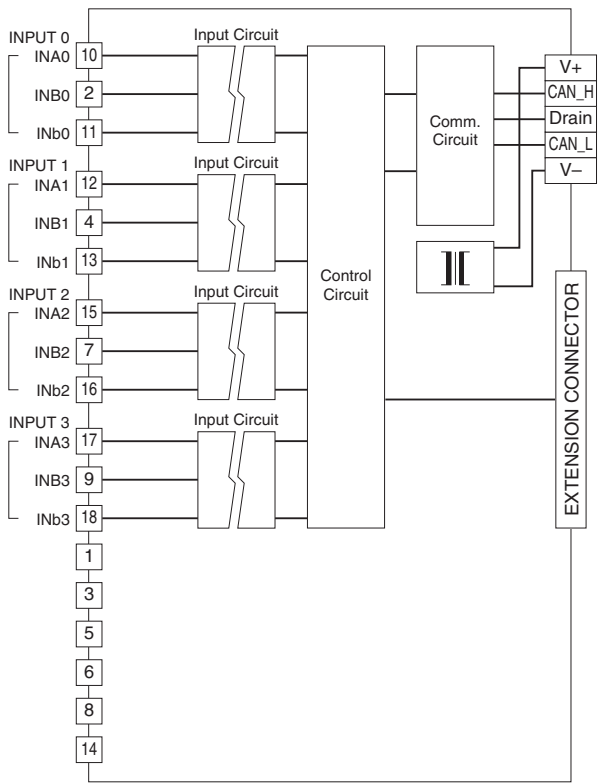 INPUT 0
INA0 10
INB0 2
INb0 11
Input Circuit
INPUT 1
INA1 12
INB1 4
INb1 13
Input Circuit
INPUT 2
INA2 15
INB2 7
INb2 16
Input Circuit
INPUT 3
INA3 17
INB3 9
INb3 18
Input Circuit
1
3
5
6
8
14
Control
Circuit
Comm.
Circuit
V+
CAN_H
Drain
CAN_L
V–
EXTENSION CONNECTOR